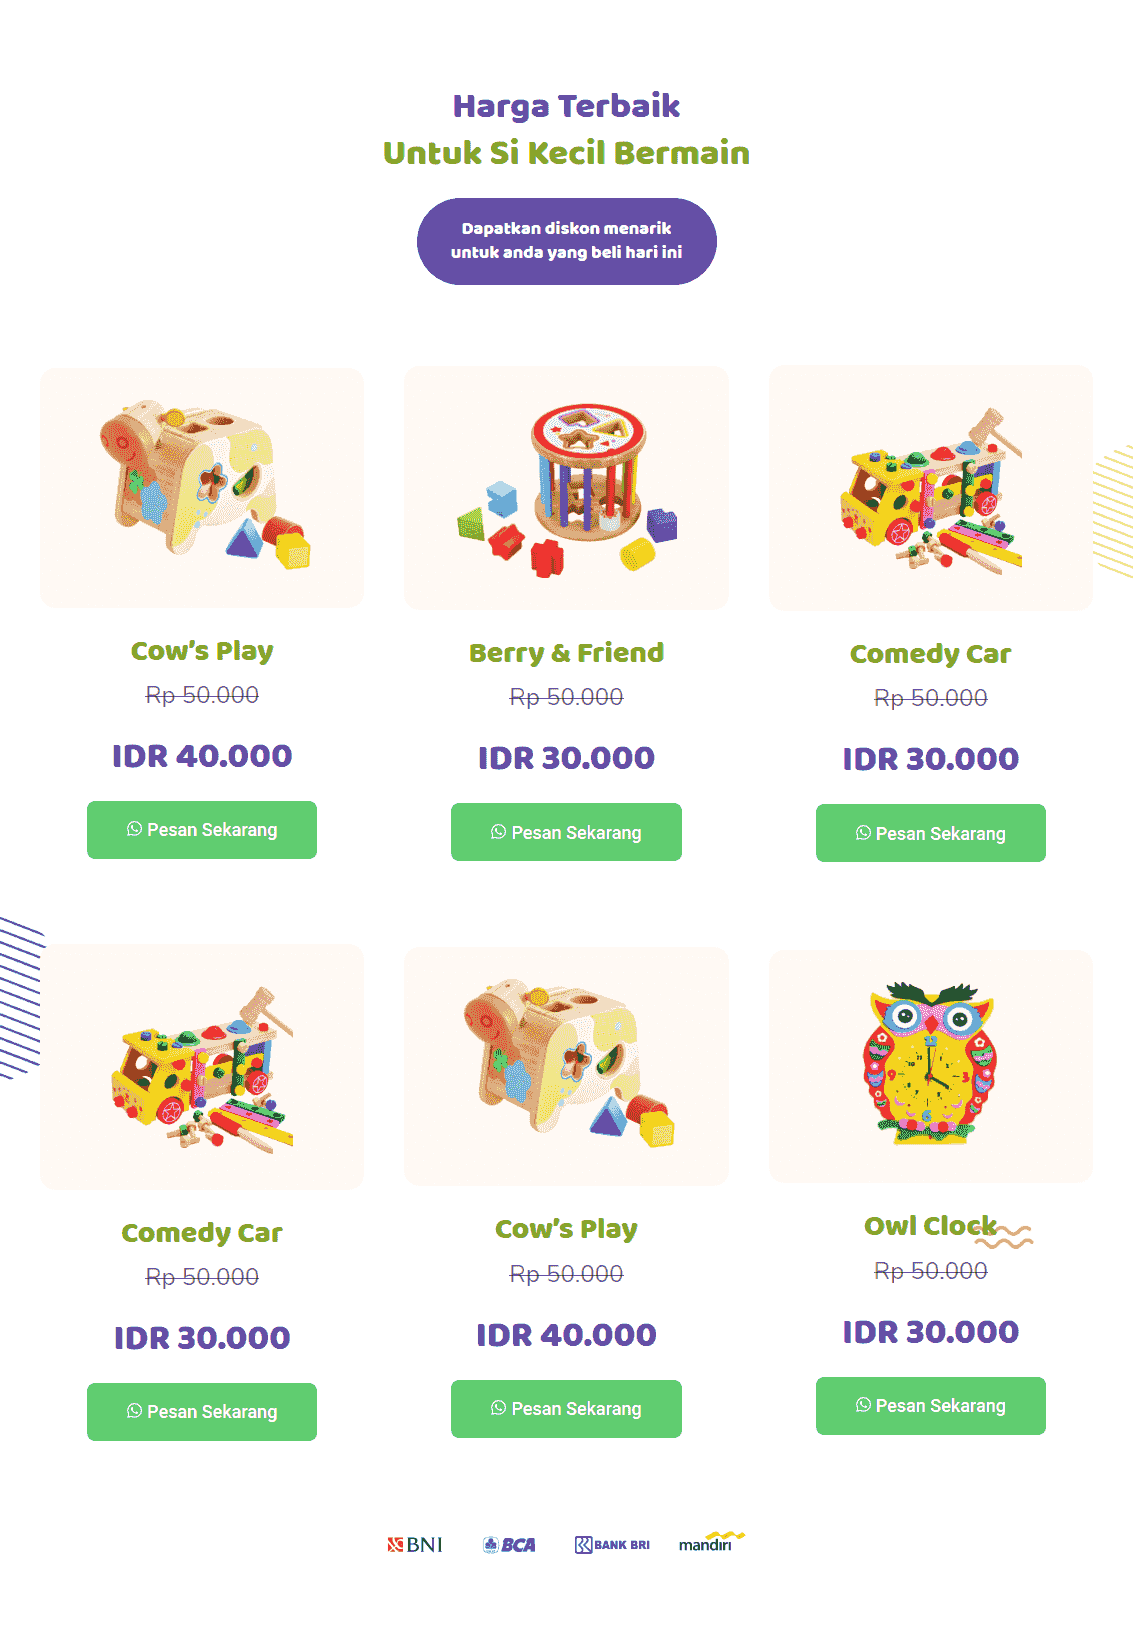 Harga Terbaik
Untuk Si Kecil Bermain
Dapatkan diskon menarik
untuk anda yang beli hari ini
Cow's Play
Rp 50.000
IDR 40.000
Pesan Sekarang
Berry & Friend
Rp 50.000
IDR 30.000
Pesan Sekarang
Comedy Car
Rp 50.000
IDR 30.000
Pesan Sekarang
Comedy Car
Rp 50.000
IDR 30.000
Pesan Sekarang
Cow's Play
Rp 50.000
IDR 40.000
Pesan Sekarang
Owl Clock
Rp 50.000
IDR 30.000
Pesan Sekarang
BNI
BCA
BANK BRI
mandiri